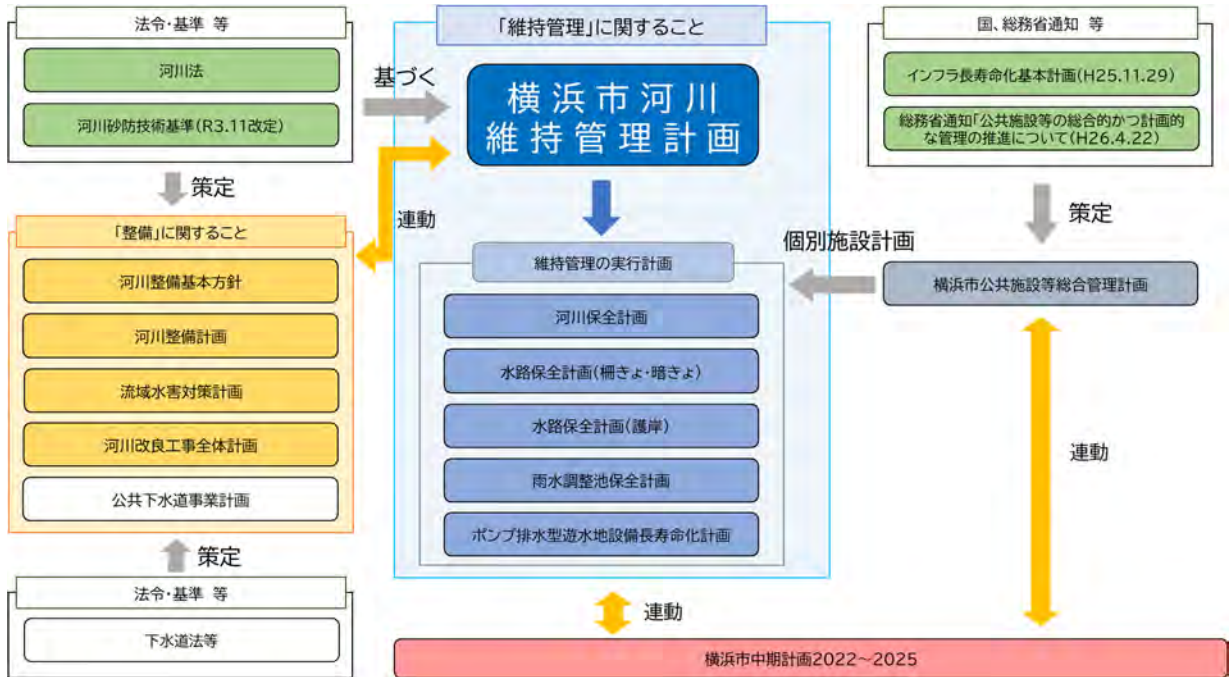 法令・基準 等
河川法
河川砂防技術基準(R3.11改定)
策定
「整備」に関すること
河川整備基本方針
河川整備計画
流域水害対策計画
河川改良工事全体計画
公共下水道事業計画
策定
法令・基準 等
下水道法等
基づく
連動
「維持管理」に関すること
横浜市河川
維持管理計画
維持管理の実行計画
河川保全計画
水路保全計画(柵きょ・暗きょ)
水路保全計画(護岸)
雨水調整池保全計画
ポンプ排水型遊水地設備長寿命化計画
連動
国、総務省通知 等
インフラ長寿命化基本計画(H25.11.29)
総務省通知「公共施設等の総合的かつ計画的
な管理の推進について(H26.4.22)
策定
個別施設計画
横浜市公共施設等総合管理計画
連動
横浜市中期計画2022~2025